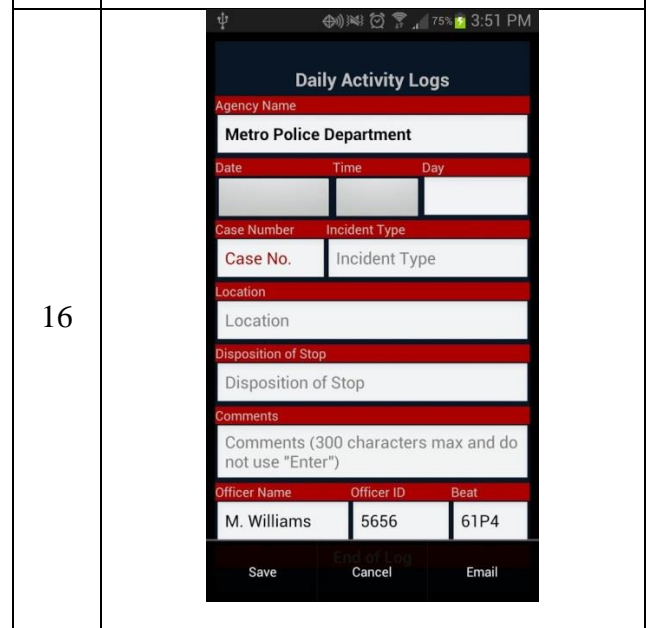 75% 3:51 PM
Daily Activity Logs
Agency Name
Metro Police Department
Date Time Day
Case Number Incident Type
Case No. Incident Type
Location
Location
Disposition of Stop
Disposition of Stop
Comments
Comments (300 characters max and do
not use "Enter")
Officer Name Officer ID Beat
M. Williams 5656 61P4
End of Log
Save Cancel Email
16